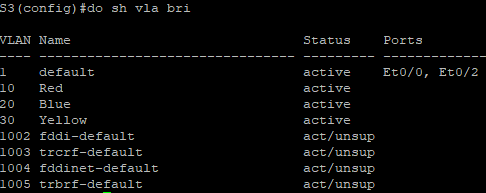 S3(config)#do sh vla bri
VLAN Name                             Status    Ports
---- -------------------------------- --------- -------------
1    default                          active    Et0/0, Et0/2
10   Red                              active
20   Blue                             active
30   Yellow                           active
1002 fddi-default                     act/unsup
1003 trcrf-default                    act/unsup
1004 fddinet-default                  act/unsup
1005 trbrf-default                    act/unsup